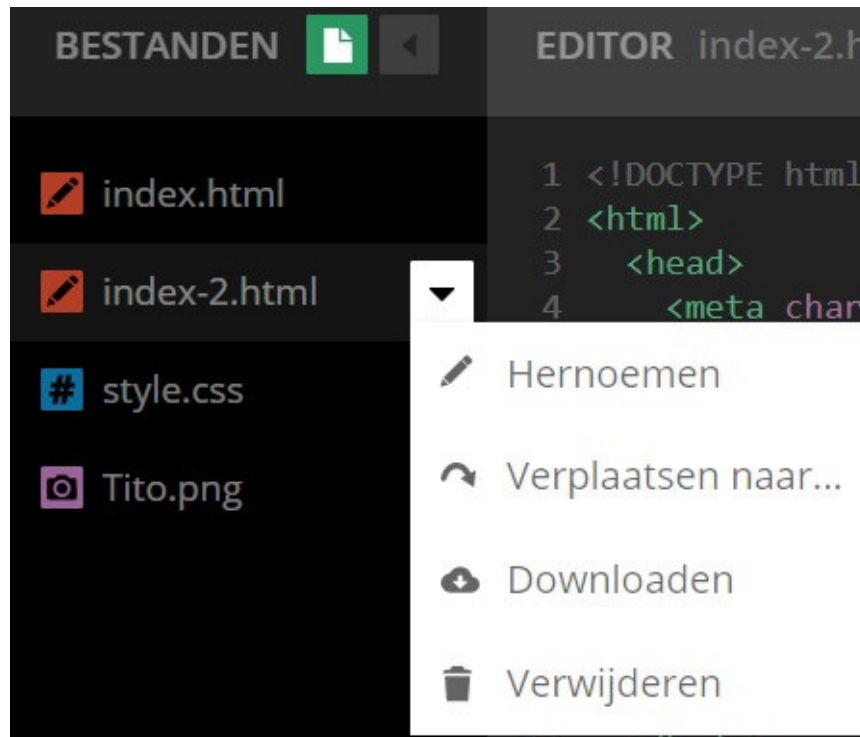 BESTANDEN
EDITOR index-2.h
index.html
index-2.html
style.css
Tito.png
1 <!DOCTYPE html
2 <html>
3 <head>
4 <meta char
Hernoemen
Verplaatsen naar...
Downloaden
Verwijderen